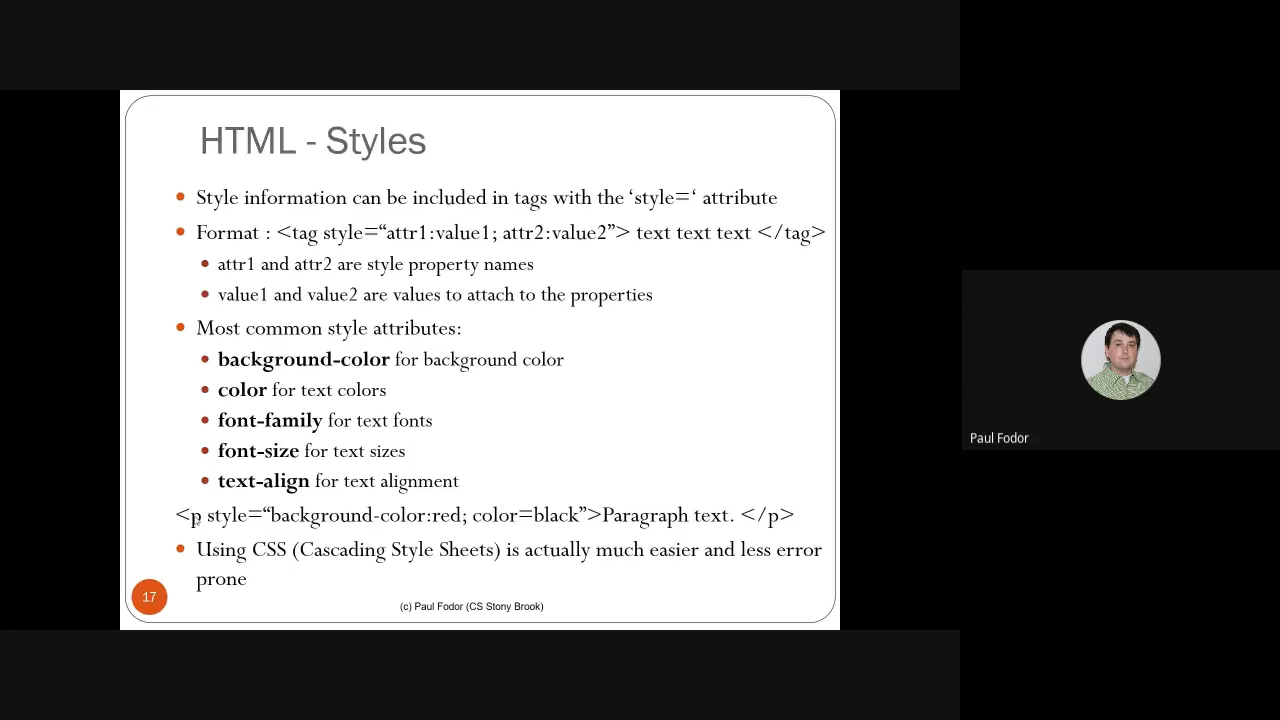 HTML - Styles
Style information can be included in tags with the ‘style=‘ attribute
Format : <tag style=“attr1:value1; attr2:value2”> text text text </tag>
attr1 and attr2 are style property names
value1 and value2 are values to attach to the properties
Most common style attributes:
background-color for background color
color for text colors
font-family for text fonts
font-size for text sizes
text-align for text alignment
<p style=“background-color:red; color=black”>Paragraph text. </p>
Using CSS (Cascading Style Sheets) is actually much easier and less error
prone
17
(c) Paul Fodor (CS Stony Brook)
Paul Fodor